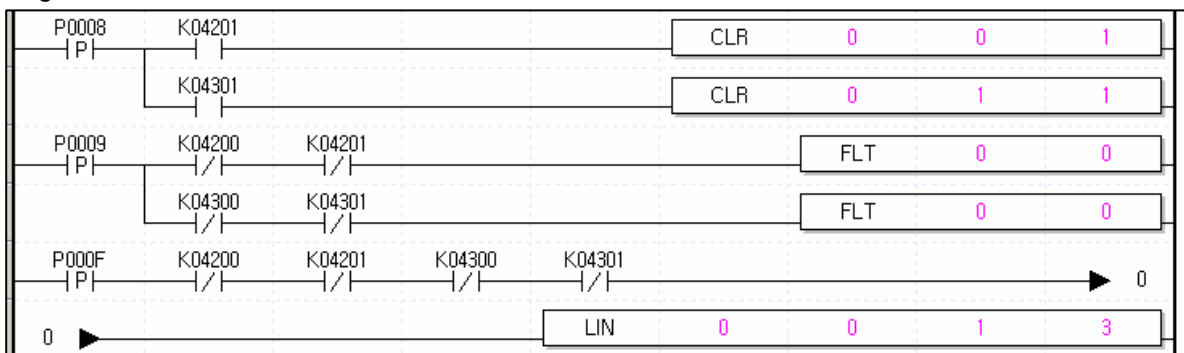 P0008 K04201
P CLR 0 0 1
K04301
CLR 0 1 1
P0009 K04200 K04201
P FLT 0 0
K04300 K04301
FLT 0 0
P000F K04200 K04201 K04300 K04301
P 0
0 LIN 0 0 1 3